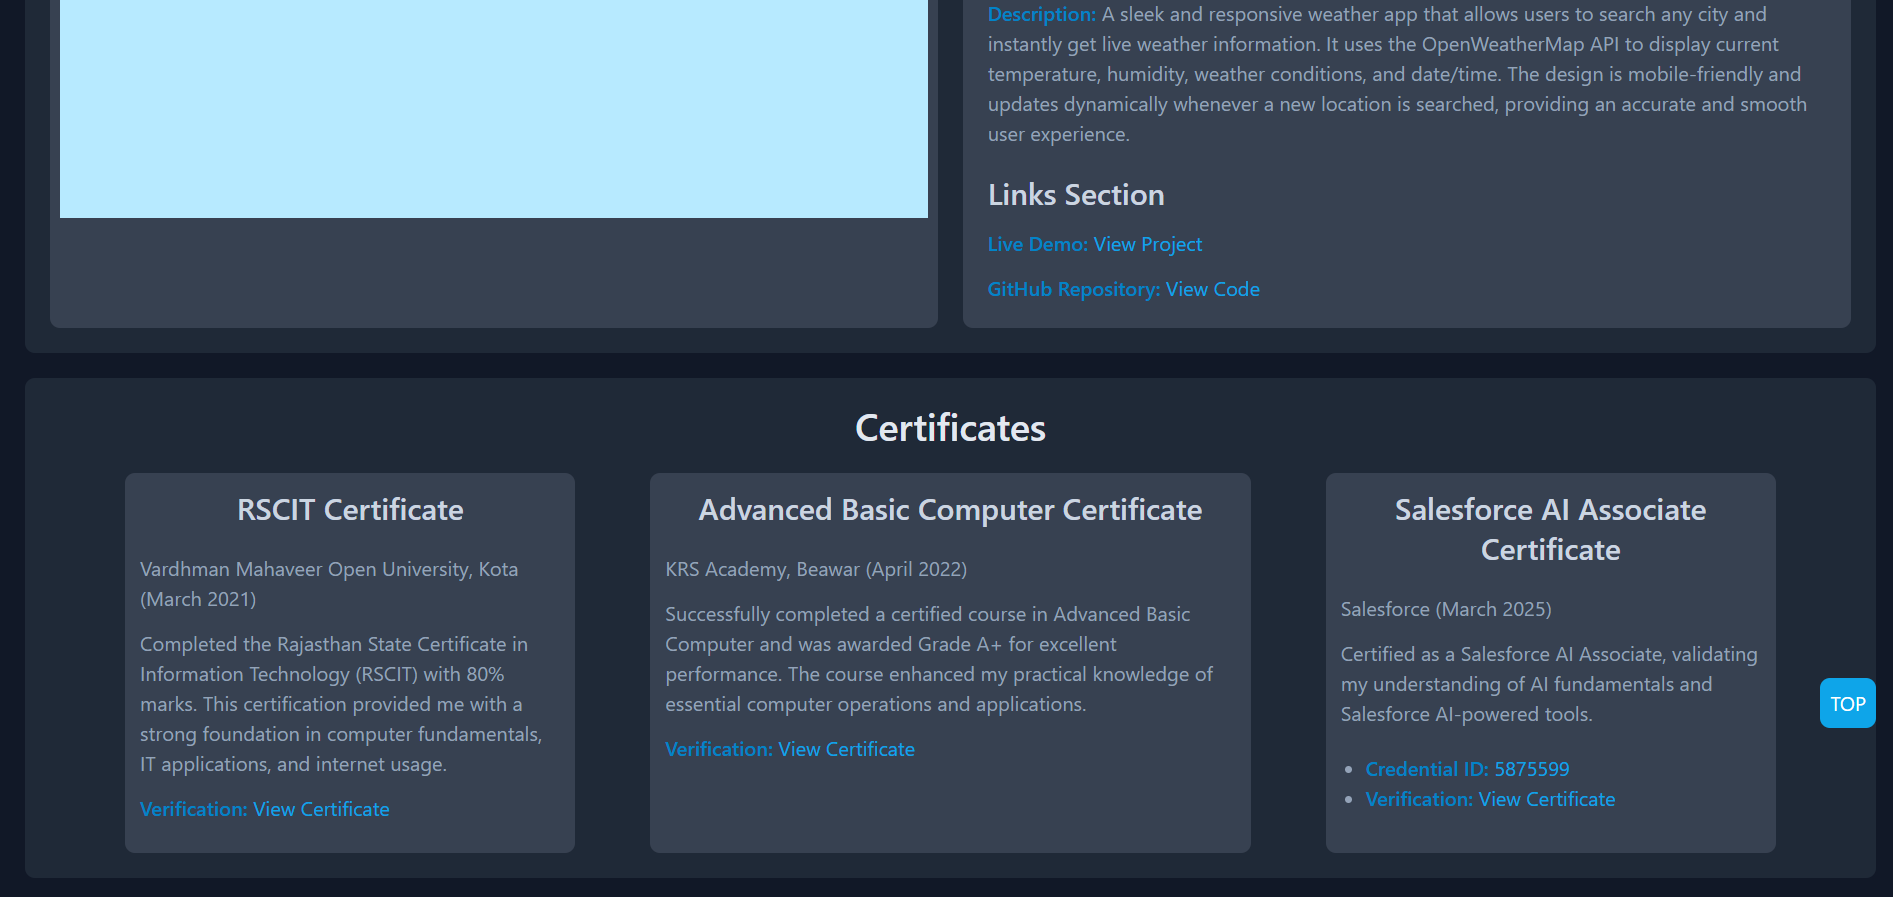 Description: A sleek and responsive weather app that allows users to search any city and
instantly get live weather information. It uses the OpenWeatherMap API to display current
temperature, humidity, weather conditions, and date/time. The design is mobile-friendly and
updates dynamically whenever a new location is searched, providing an accurate and smooth
user experience.
Links Section
Live Demo: View Project
GitHub Repository: View Code
Certificates
RSCIT Certificate
Vardhman Mahaveer Open University, Kota
(March 2021)
Completed the Rajasthan State Certificate in
Information Technology (RSCIT) with 80%
marks. This certification provided me with a
strong foundation in computer fundamentals,
IT applications, and internet usage.
Verification: View Certificate
Advanced Basic Computer Certificate
KRS Academy, Beawar (April 2022)
Successfully completed a certified course in Advanced Basic
Computer and was awarded Grade A+ for excellent
performance. The course enhanced my practical knowledge of
essential computer operations and applications.
Verification: View Certificate
Salesforce AI Associate
Certificate
Salesforce (March 2025)
Certified as a Salesforce AI Associate, validating
my understanding of AI fundamentals and
Salesforce AI-powered tools.
• Credential ID: 5875599
• Verification: View Certificate
TOP